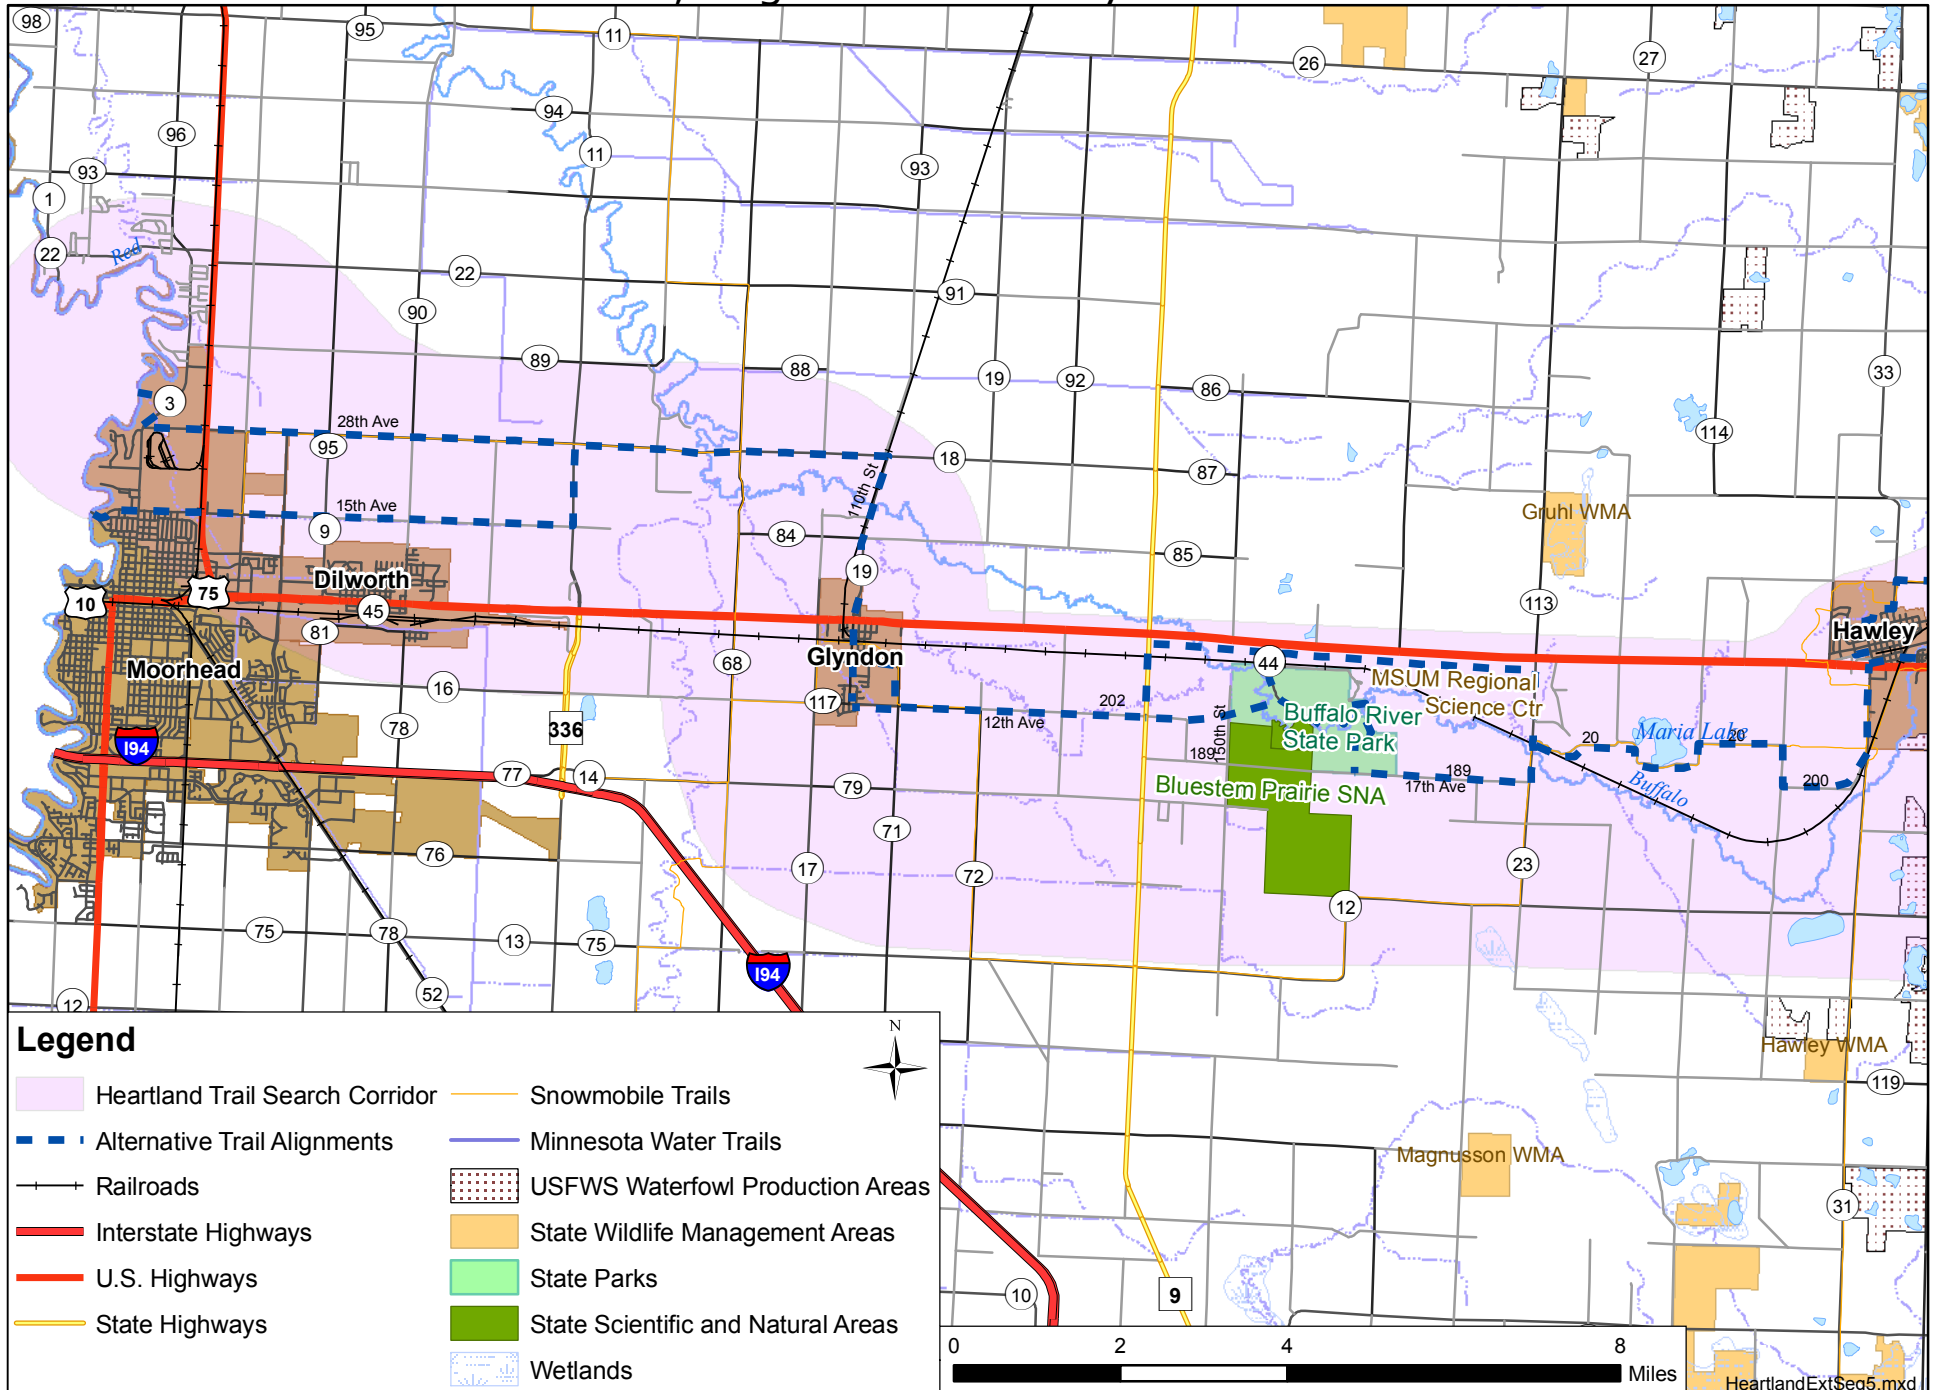 98
95
11
26
27
94
96
11
93
93
1
22
Red
22
91
90
89
88
19
92
86
33
3
28th Ave
95
114
18
87
110th St
15th Ave
9
84
85
Gruhl WMA
19
Dilworth
10
75
45
113
81
Hawley
Moorhead
68
Glyndon
44
MSUM Regional
Science Ctr
16
117
202
12th Ave
150th St
Buffalo River
State Park
78
336
189
20
Maria Lake
20
I94
77
14
79
189
17th Ave
200
Bluestem Prairie SNA
Buffalo
71
76
17
72
23
12
75
78
13
75
I94
52
12
Hawley WMA
119
Magnusson WMA
31
10
9
Legend
N
Heartland Trail Search Corridor
Alternative Trail Alignments
Railroads
Interstate Highways
U.S. Highways
State Highways
Snowmobile Trails
Minnesota Water Trails
USFWS Waterfowl Production Areas
State Wildlife Management Areas
State Parks
State Scientific and Natural Areas
Wetlands
0 2 4 8
Miles
HeartlandExtSeg5.mxd